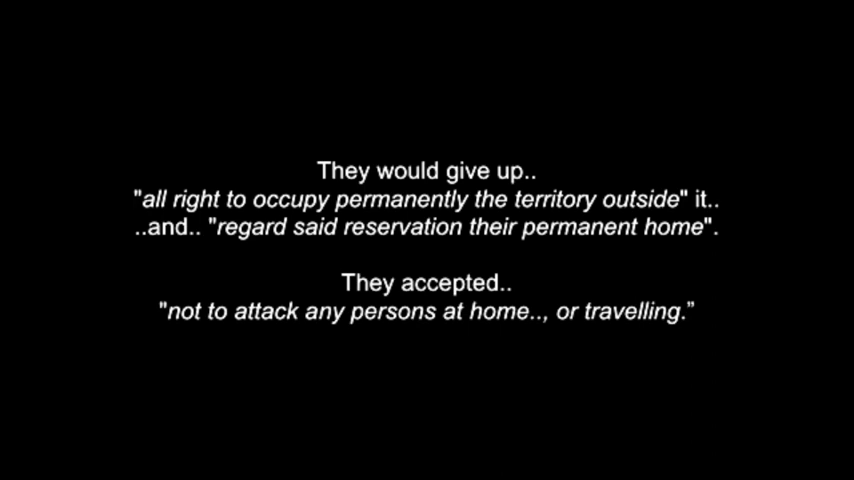 They would give up..
"all right to occupy permanently the territory outside" it..
..and.. "regard said reservation their permanent home".
They accepted..
"not to attack any persons at home.., or travelling.”